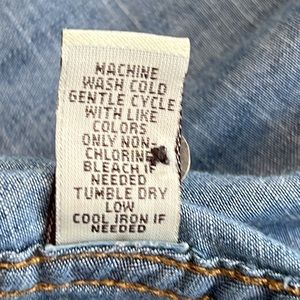 MACHINE
WASH COLD
GENTLE CYCLE
WITH LIKE
COLORS
ONLY NON-
CHLORINE
BLEACH IF
NEEDED
TUMBLE DRY
LOW
COOL IRON IF
NEEDED